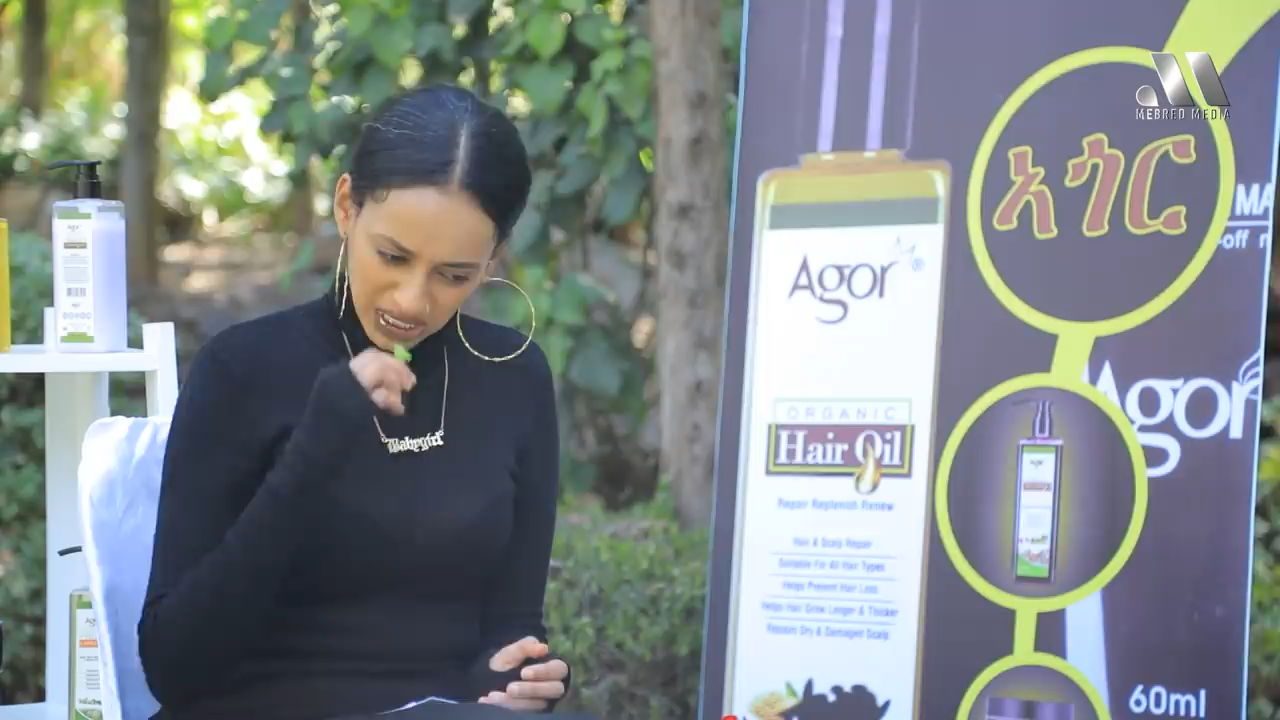 MEBRED MEDIA
አጎር
MA
-off
Agor®
Agor
ORGANIC
Hair Oil
Repair Replenish Renew
Hair & Scalp Repair
Suitable For All Hair Types
Helps Prevent Hair Loss
Helps Hair Grow Longer & Thicker
Repairs Dry & Damaged Scalp
Babygirl
60ml